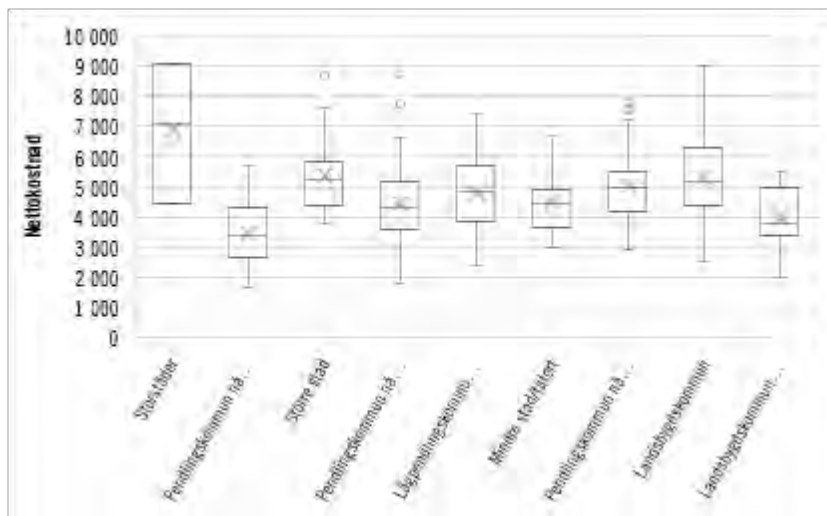 10 000
9 000
8 000
7 000
6 000
5 000
4 000
3 000
2 000
1 000
0
Nettokostnad
Storstäder
Pendlingskommun nä…
Större stad
Pendlingskommun nä…
Lågpendlingskommu…
Mindre stad/tätort
Pendlingskommun nä…
Landsbygdskommun
Landsbygdskommun…